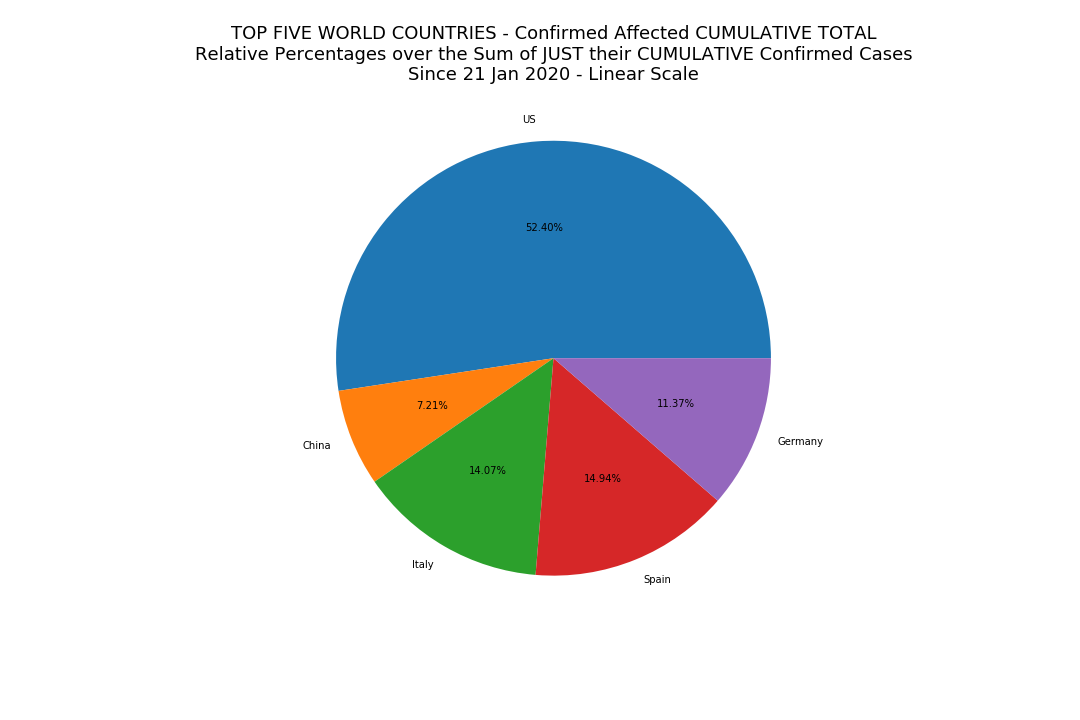 TOP FIVE WORLD COUNTRIES - Confirmed Affected CUMULATIVE TOTAL
Relative Percentages over the Sum of JUST their CUMULATIVE Confirmed Cases
Since 21 Jan 2020 - Linear Scale
US
52.40%
7.21%
China
14.07%
Italy
14.94%
Spain
11.37%
Germany